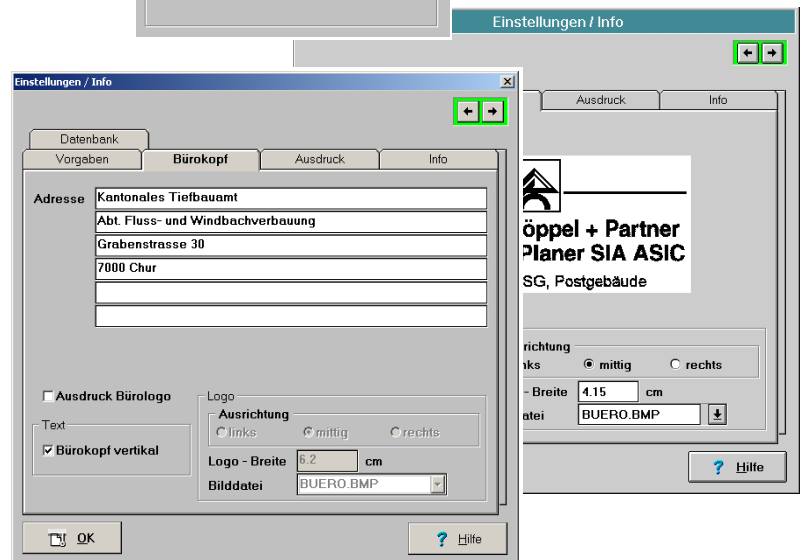 Einstellungen / Info
Ausdruck Info
öppel + Partner
Planer SIA ASIC
SG, Postgebäude
richtung
nks mittig rechts
- Breite 4.15 cm
atei BUERO.BMP
Hilfe
Einstellungen / Info
Datenbank
Vorgaben Bürokopf Ausdruck Info
Adresse Kantonales Tiefbauamt
Abt. Fluss- und Windbachverbauung
Grabenstrasse 30
7000 Chur
Ausdruck Bürologo
Text
Bürokopf vertikal
Logo
Ausrichtung
links mittig rechts
Logo - Breite 6.2 cm
Bilddatei BUERO.BMP
OK Hilfe